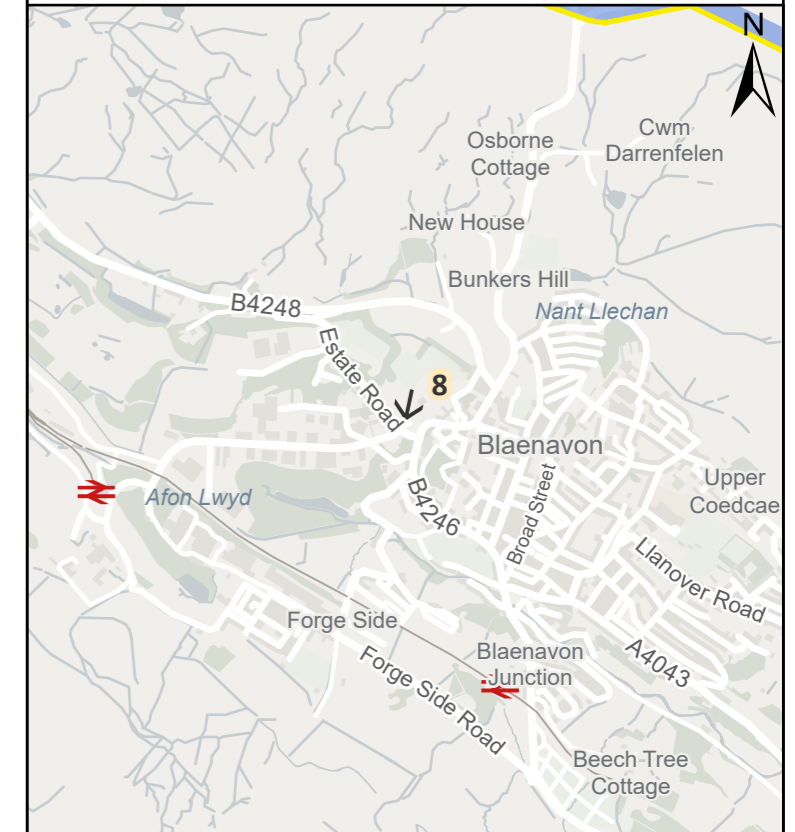 N
Cwm
Darrenfelen
Osborne
Cottage
New House
Bunkers Hill
Nant Llechan
B4248
Estate Road
8
Blaenavon
Upper
Coedcae
Afon Lwyd
B4246
Broad Street
Llanover Road
Forge Side
Blaenavon
Junction
A4043
Forge Side Road
Beech Tree
Cottage